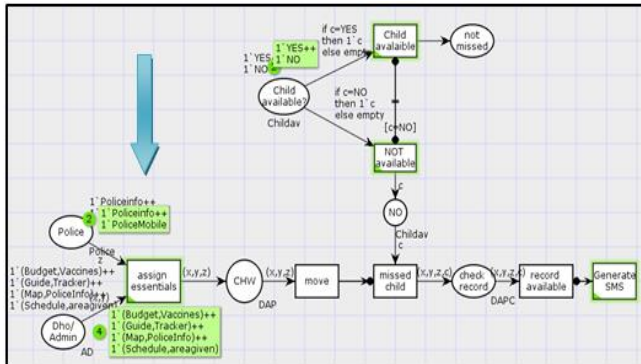 if c=YES
then 1`c
else empty
Child
avalaible
not
missed
1`YES++
1`NO
1`YES++
1`NO
Child
available?
Childav
if c=NO
then 1`c
else empty
[c=NO]
NOT
available
c
NO
Childav
c
1`Policeinfo++
2
1`Policeinfo++
1`PoliceMobile
Police
Police
z
1`(Budget,Vaccines)++
1`(Guide,Tracker)++
1`(Map,PoliceInfo)++
1`(Schedule,areagiven)
assign
essentials
(x,y,z)
CHW
DAP
(x,y,z)
move
missed
child
(x,y,z,c)
check
record
DAPC
(x,y,z,c)
record
available
Generate
SMS
Dho/
Admin
AD
4
1`(Budget,Vaccines)++
1`(Guide,Tracker)++
1`(Map,PoliceInfo)++
1`(Schedule,areagiven)